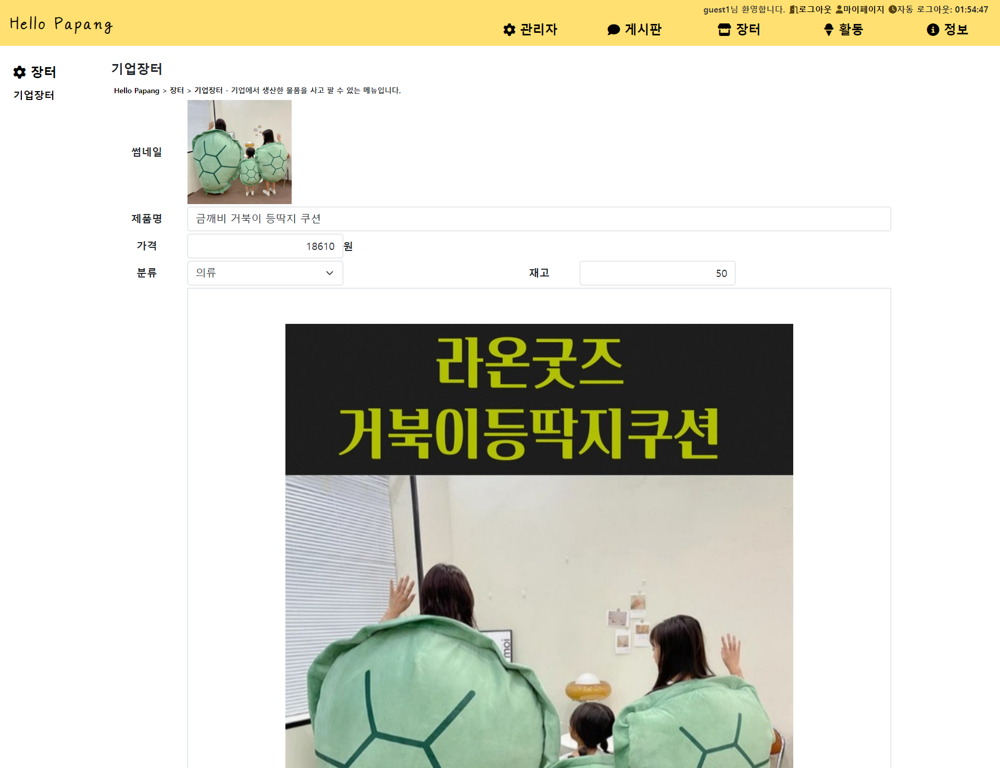 guest1님 환영합니다. 로그아웃 마이페이지 자동 로그아웃: 01:54:47
Hello Papang
관리자 게시판 장터 활동 정보
장터
기업장터
기업장터
Hello Papang > 장터 > 기업장터 - 기업에서 생산한 물품을 사고 팔 수 있는 메뉴입니다.
썸네일
제품명 금깨비 거북이 등딱지 쿠션
가격 18610 원
분류 의류 재고 50
라온굿즈
거북이등딱지쿠션
moi